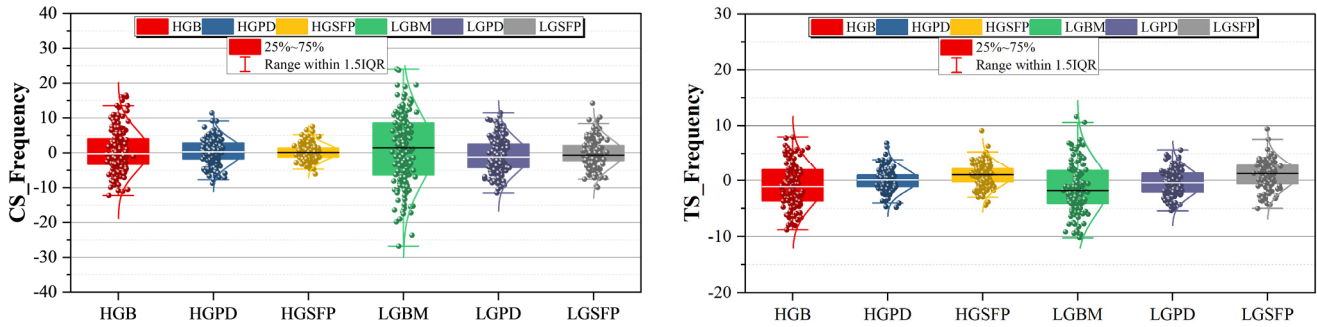 HGB HGPD HGSFP LGBM LGPD LGSFP
25%~75%
Range within 1.5IQR
CS_Frequency
40
30
20
10
0
-10
-20
-30
-40
HGB HGPD HGSFP LGBM LGPD LGSFP
HGB HGPD HGSFP LGBM LGPD LGSFP
25%~75%
Range within 1.5IQR
TS_Frequency
30
20
10
0
-10
-20
HGB HGPD HGSFP LGBM LGPD LGSFP